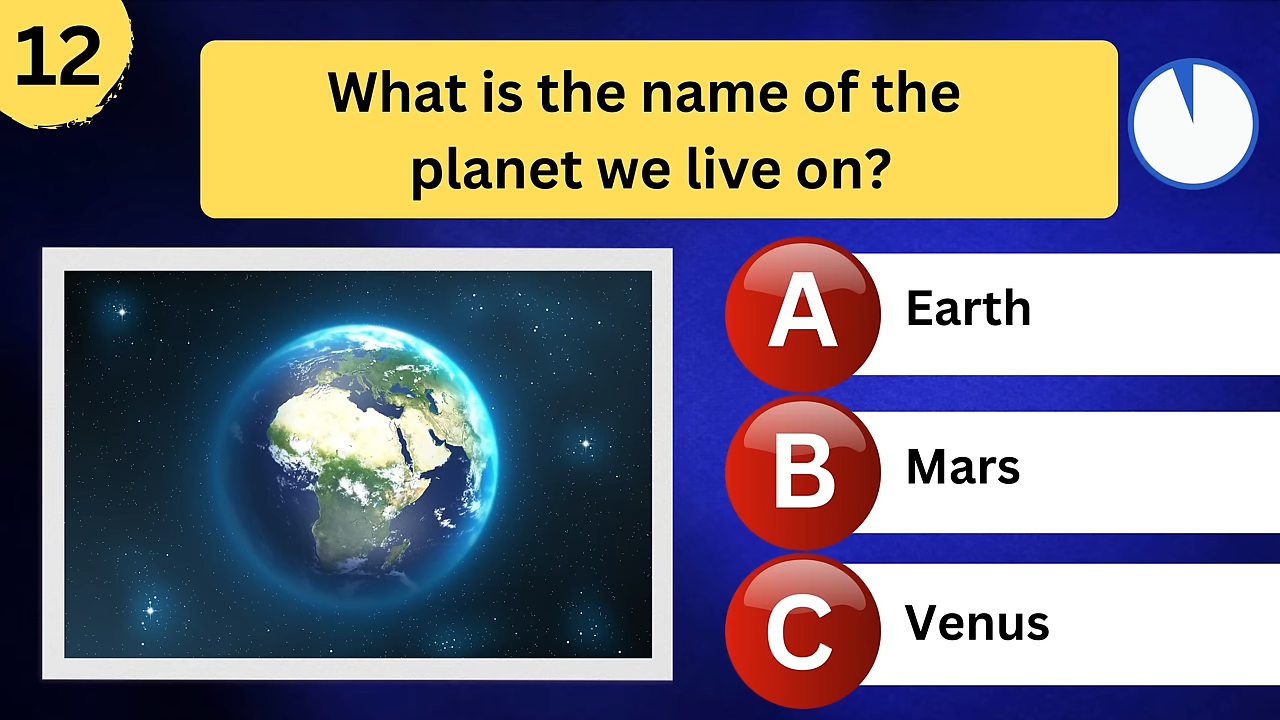 12
What is the name of the
planet we live on?
A Earth
B Mars
C Venus